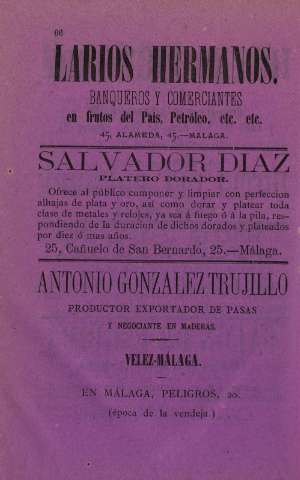 66
LARIOS HERMANOS.
BANQUEROS Y COMERCIANTES
en frutos del País, Petróleo, etc. etc.
45, ALAMEDA, 45.—MALAGA.
SALVADOR DIAZ
PLATERO DORADOR.
Ofrece al público componer y limpiar con perfeccion
alhajas de plata y oro, asi como dorar y platear toda
clase de metales y relojes, ya sea á fuego ó á la pila, res-
pondiendo de la duracion de dichos dorados y plateados
por diez ó mas años.
25, Cañuelo de San Bernardo, 25.—Málaga.
ANTONIO GONZALEZ TRUJILLO
PRODUCTOR EXPORTADOR DE PASAS
Y NEGOCIANTE EN MADERAS.
VELEZ-MÁLAGA.
EN MÁLAGA, PELIGROS, 20.
(época de la vendeja.)